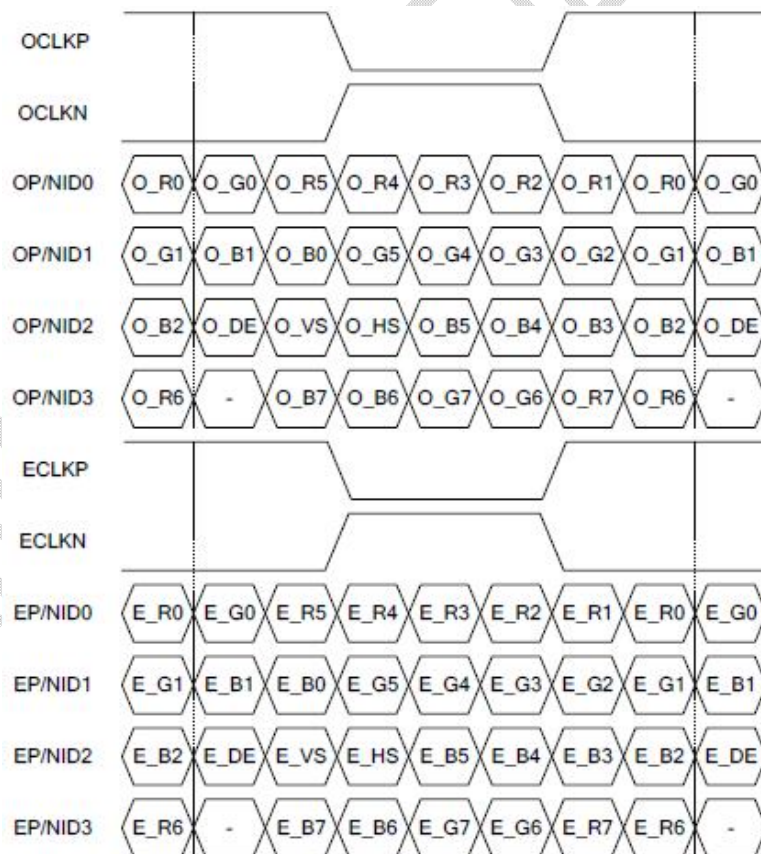 OCLKP
OCLKN
OP/NID0 O_R0 O_G0 O_R5 O_R4 O_R3 O_R2 O_R1 O_R0 O_G0
OP/NID1 O_G1 O_B1 O_B0 O_G5 O_G4 O_G3 O_G2 O_G1 O_B1
OP/NID2 O_B2 O_DE O_VS O_HS O_B5 O_B4 O_B3 O_B2 O_DE
OP/NID3 O_R6 - O_B7 O_B6 O_G7 O_G6 O_R7 O_R6 -
ECLKP
ECLKN
EP/NID0 E_R0 E_G0 E_R5 E_R4 E_R3 E_R2 E_R1 E_R0 E_G0
EP/NID1 E_G1 E_B1 E_B0 E_G5 E_G4 E_G3 E_G2 E_G1 E_B1
EP/NID2 E_B2 E_DE E_VS E_HS E_B5 E_B4 E_B3 E_B2 E_DE
EP/NID3 E_R6 - E_B7 E_B6 E_G7 E_G6 E_R7 E_R6 -